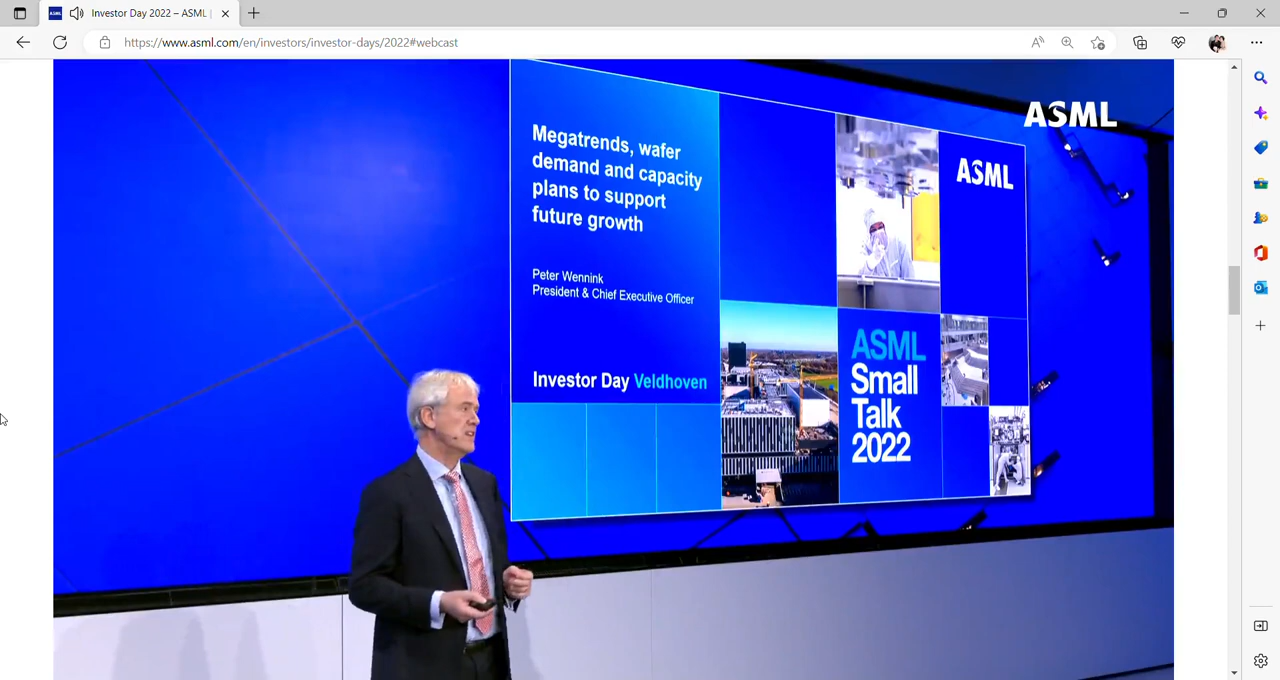 ASML
Investor Day 2022 – ASML |
https://www.asml.com/en/investors/investor-days/2022#webcast
ASML
Megatrends, wafer
demand and capacity
plans to support
future growth
Peter Wennink
President & Chief Executive Officer
Investor Day Veldhoven
ASML
ASML
Small
Talk
2022